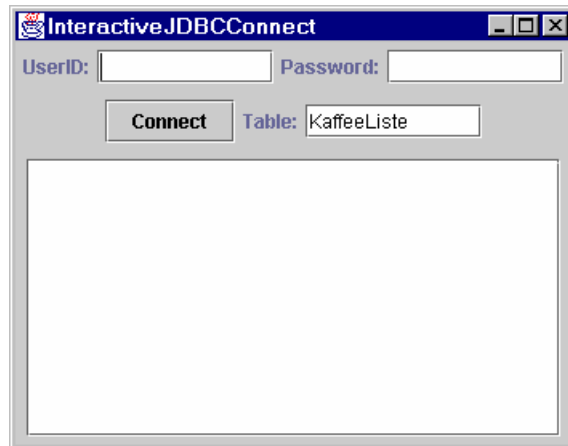 InteractiveJDBCConnect
UserID: Password:
Connect Table: KaffeeListe